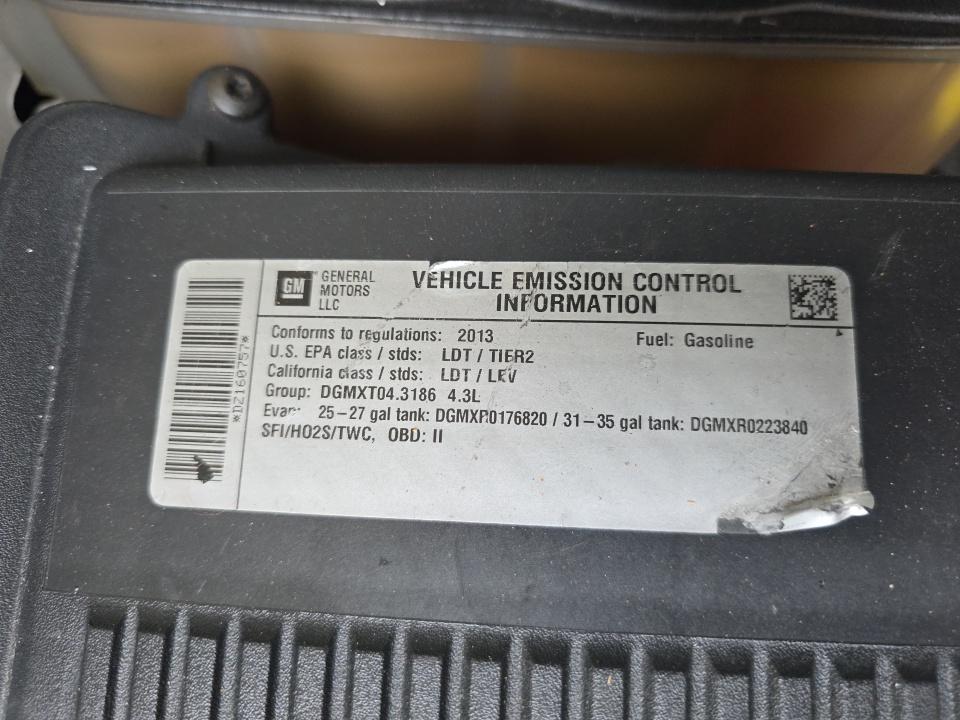 GM
GENERAL
MOTORS
LLC
VEHICLE EMISSION CONTROL
INFORMATION
Conforms to regulations: 2013
Fuel: Gasoline
U.S. EPA class / stds: LDT / TIER2
California class / stds: LDT / LEV
Group: DGMXT04.3186 4.3L
Evap: 25-27 gal tank: DGMXR0176820 / 31-35 gal tank: DGMXR0223840
SFI/HO2S/TWC, OBD: II
*DZ160757*